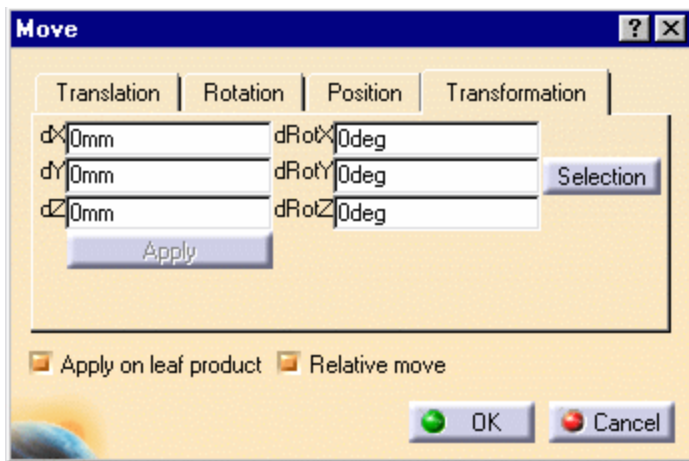 Move
Translation Rotation Position Transformation
dX 0mm dRotX 0deg
dY 0mm dRotY 0deg Selection
dZ 0mm dRotZ 0deg
Apply
Apply on leaf product Relative move
OK Cancel